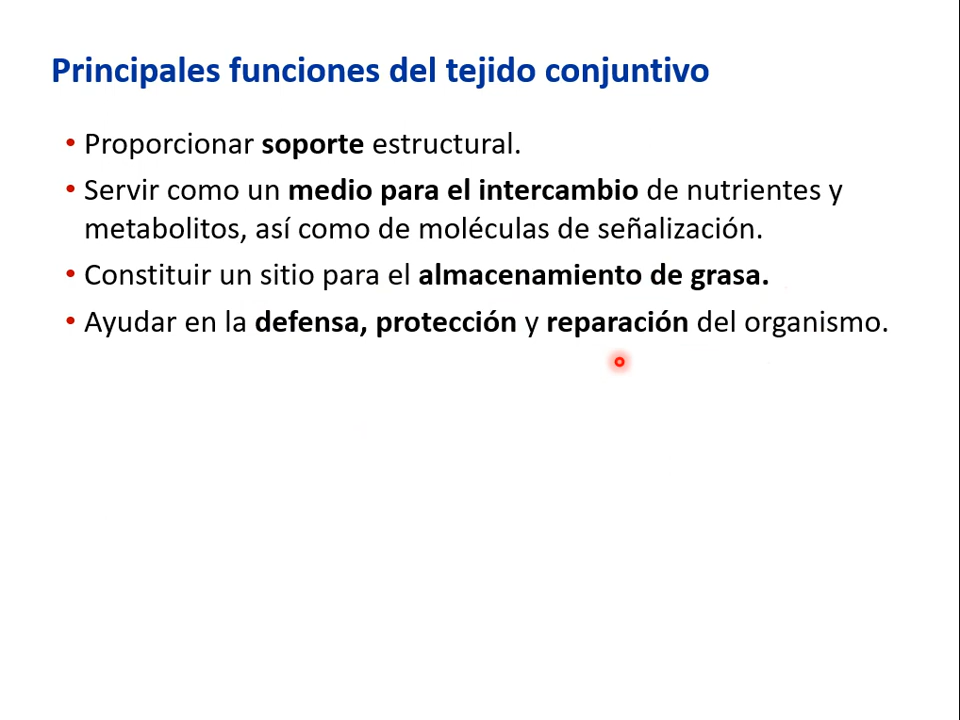 Principales funciones del tejido conjuntivo
• Proporcionar soporte estructural.
• Servir como un medio para el intercambio de nutrientes y
metabolitos, así como de moléculas de señalización.
• Constituir un sitio para el almacenamiento de grasa.
• Ayudar en la defensa, protección y reparación del organismo.